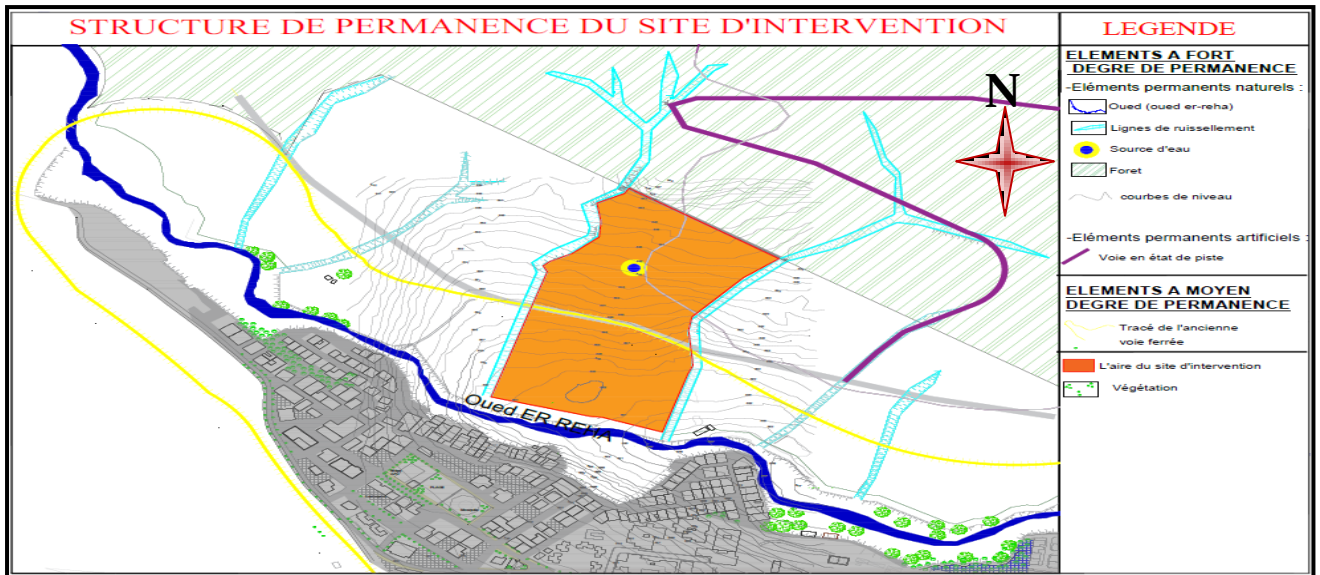 STRUCTURE DE PERMANENCE DU SITE D'INTERVENTION
LEGENDE
ELEMENTS A FORT
DEGRE DE PERMANENCE
-Eléments permanents naturels :
Oued (oued er-reha)
Lignes de ruissellement
Source d'eau
Foret
courbes de niveau
-Eléments permanents artificiels :
Voie en état de piste
ELEMENTS A MOYEN
DEGRE DE PERMANENCE
Tracé de l'ancienne
voie ferrée
L'aire du site d'intervention
Végétation
N
Oued ER REHA